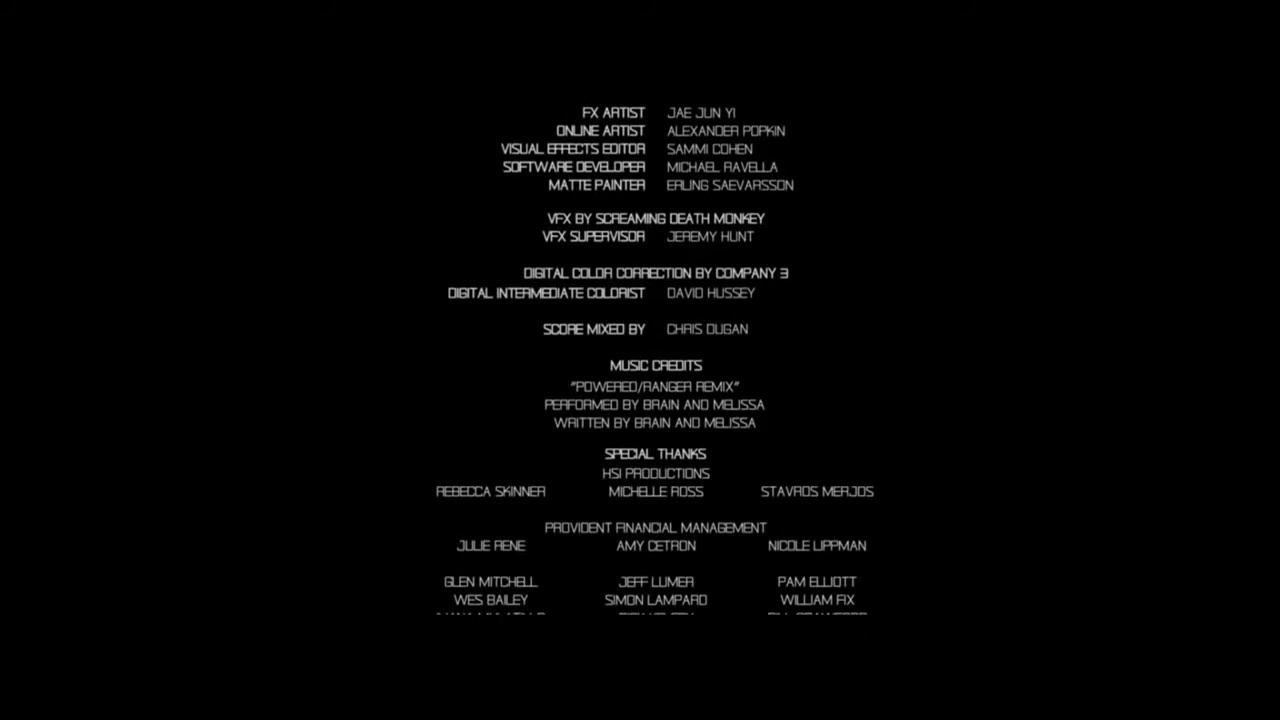 FX ARTIST JAE JUN YI
ONLINE ARTIST ALEXANDER POPKIN
VISUAL EFFECTS EDITOR SAMMI COHEN
SOFTWARE DEVELOPER MICHAEL RAVELLA
MATTE PAINTER ERLING SAEVARSSON
VFX BY SCREAMING DEATH MONKEY
VFX SUPERVISOR JEREMY HUNT
DIGITAL COLOR CORRECTION BY COMPANY 3
DIGITAL INTERMEDIATE COLORIST DAVID HUSSEY
SCORE MIXED BY CHRIS DUGAN
MUSIC CREDITS
"POWERED/RANGER REMIX"
PERFORMED BY BRAIN AND MELISSA
WRITTEN BY BRAIN AND MELISSA
SPECIAL THANKS
HSI PRODUCTIONS
REBECCA SKINNER MICHELLE ROSS STAVROS MERJOS
PROVIDENT FINANCIAL MANAGEMENT
JULIE RENE AMY CETRON NICOLE LIPPMAN
GLEN MITCHELL JEFF LUMER PAM ELLIOTT
WES BAILEY SIMON LAMPARD WILLIAM FIX